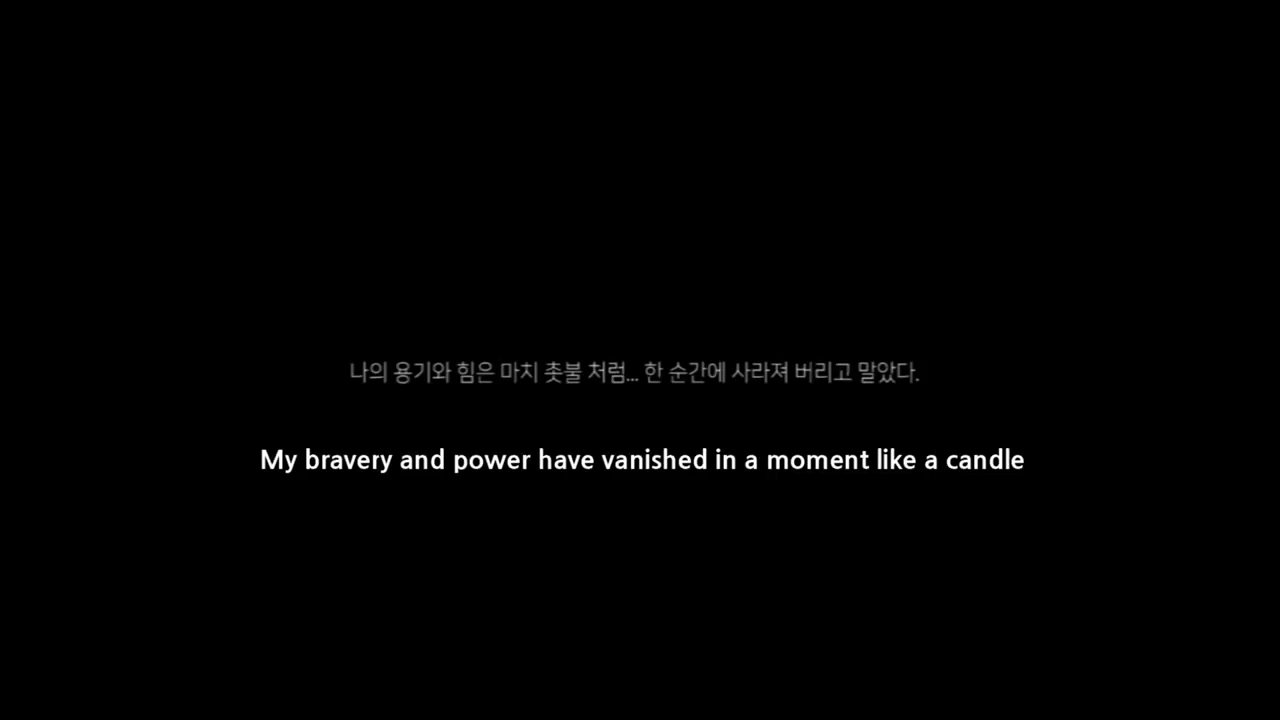 나의 용기와 힘은 마치 촛불 처럼... 한 순간에 사라져 버리고 말았다.
My bravery and power have vanished in a moment like a candle